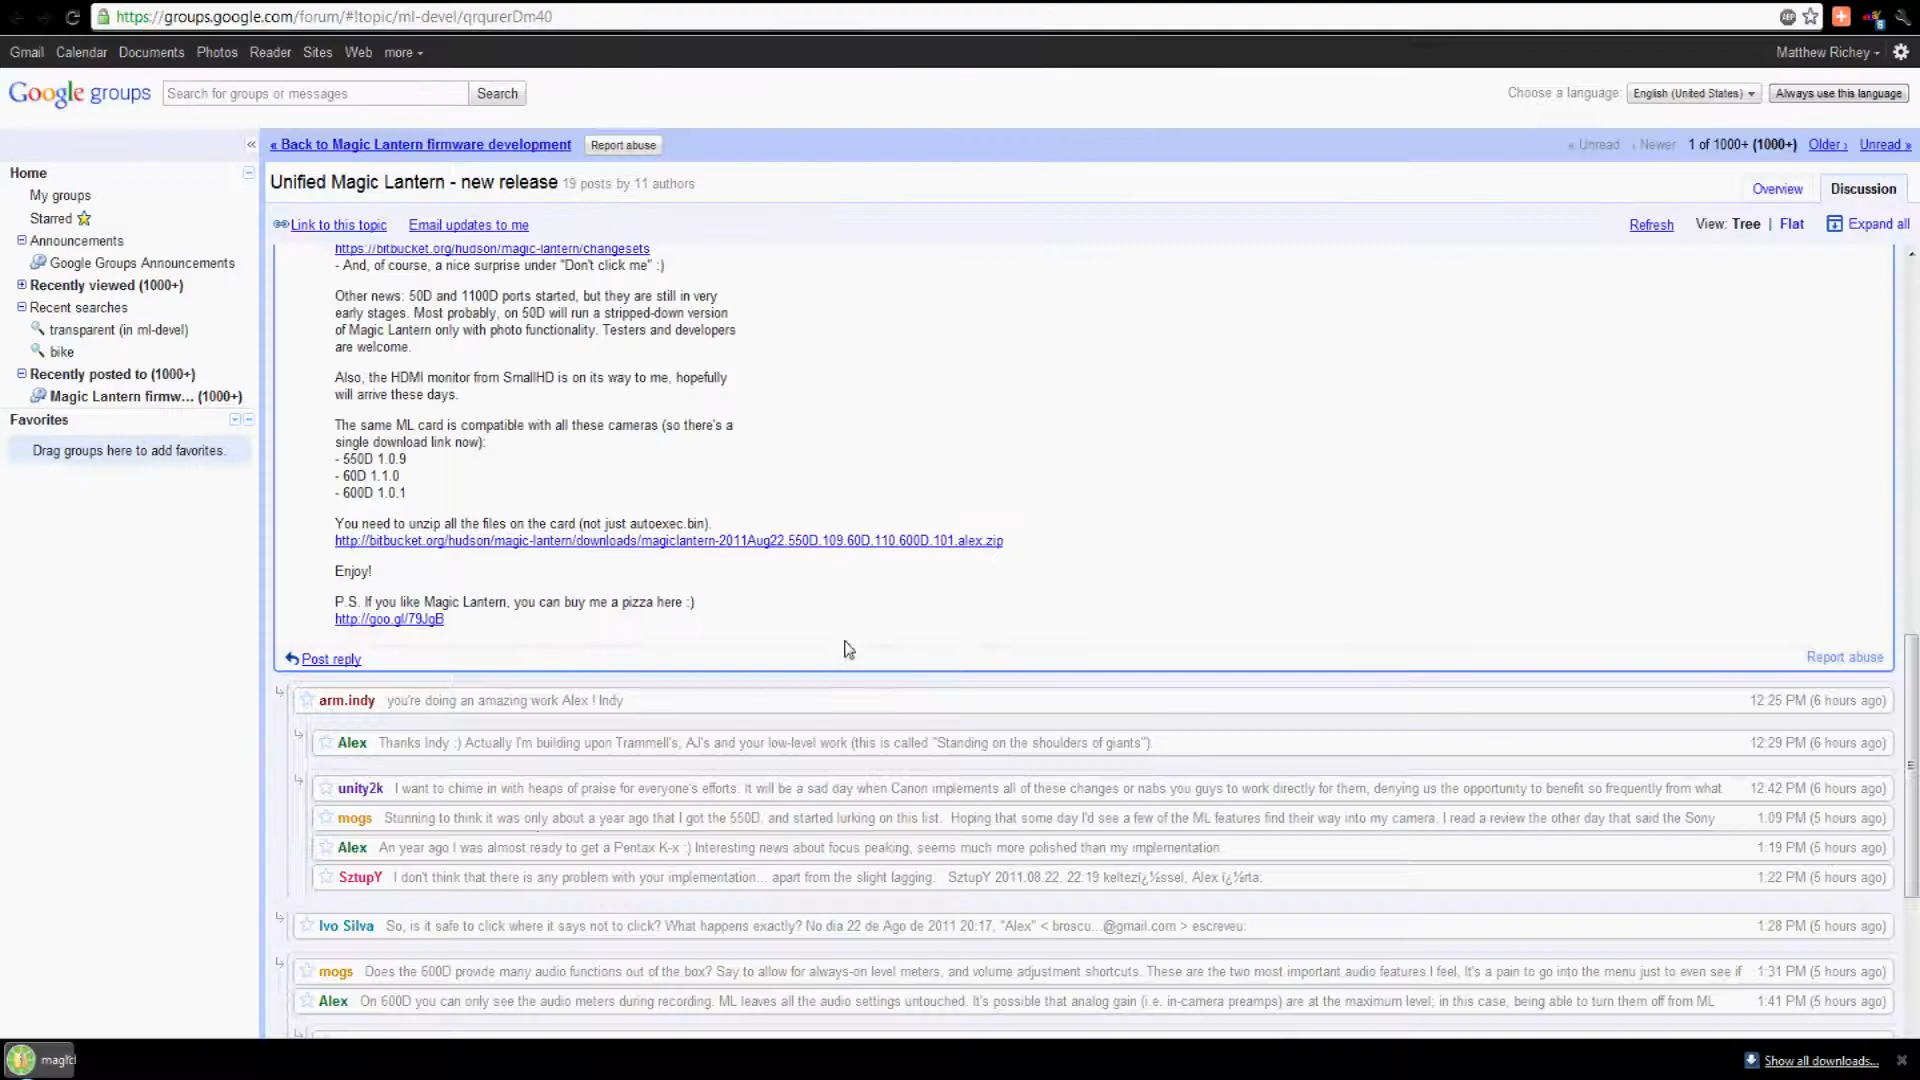 https://groups.google.com/forum/#!topic/ml-devel/qrqurerDm40
Gmail Calendar Documents Photos Reader Sites Web more
Matthew Richey
Google groups
Search for groups or messages
Search
Choose a language: English (United States) Always use this language
« Back to Magic Lantern firmware development
Report abuse
« Unread ‹ Newer 1 of 1000+ (1000+) Older › Unread »
Home
My groups
Starred
Announcements
Google Groups Announcements
Recently viewed (1000+)
Recent searches
transparent (in ml-devel)
bike
Recently posted to (1000+)
Magic Lantern firmw... (1000+)
Favorites
Drag groups here to add favorites.
Unified Magic Lantern - new release 19 posts by 11 authors
Overview Discussion
Link to this topic Email updates to me
Refresh View: Tree | Flat Expand all
https://bitbucket.org/hudson/magic-lantern/changesets
- And, of course, a nice surprise under "Don't click me" :)
Other news: 50D and 1100D ports started, but they are still in very
early stages. Most probably, on 50D will run a stripped-down version
of Magic Lantern only with photo functionality. Testers and developers
are welcome.
Also, the HDMI monitor from SmallHD is on its way to me, hopefully
will arrive these days.
The same ML card is compatible with all these cameras (so there's a
single download link now):
- 550D 1.0.9
- 60D 1.1.0
- 600D 1.0.1
You need to unzip all the files on the card (not just autoexec.bin).
http://bitbucket.org/hudson/magic-lantern/downloads/magiclantern-2011Aug22.550D.109.60D.110.600D.101.alex.zip
Enjoy!
P.S. If you like Magic Lantern, you can buy me a pizza here :)
http://goo.gl/79JgB
Post reply
Report abuse
arm.indy you're doing an amazing work Alex ! Indy 12:25 PM (6 hours ago)
Alex Thanks Indy :) Actually I'm building upon Trammell's, AJ's and your low-level work (this is called "Standing on the shoulders of giants"). 12:29 PM (6 hours ago)
unity2k I want to chime in with heaps of praise for everyone's efforts. It will be a sad day when Canon implements all of these changes or nabs you guys to work directly for them, denying us the opportunity to benefit so frequently from what 12:42 PM (6 hours ago)
mogs Stunning to think it was only about a year ago that I got the 550D, and started lurking on this list. Hoping that some day I'd see a few of the ML features find their way into my camera. I read a review the other day that said the Sony 1:09 PM (5 hours ago)
Alex An year ago I was almost ready to get a Pentax K-x :) Interesting news about focus peaking, seems much more polished than my implementation. 1:19 PM (5 hours ago)
SztupY I don't think that there is any problem with your implementation... apart from the slight lagging. SztupY 2011.08.22. 22:19 keltezï¿½ssel, Alex ï¿½rta: 1:22 PM (5 hours ago)
Ivo Silva So, is it safe to click where it says not to click? What happens exactly? No dia 22 de Ago de 2011 20:17, "Alex" < broscu...@gmail.com > escreveu: 1:28 PM (5 hours ago)
mogs Does the 600D provide many audio functions out of the box? Say to allow for always-on level meters, and volume adjustment shortcuts. These are the two most important audio features I feel, It's a pain to go into the menu just to even see if 1:31 PM (5 hours ago)
Alex On 600D you can only see the audio meters during recording. ML leaves all the audio settings untouched. It's possible that analog gain (i.e. in-camera preamps) are at the maximum level; in this case, being able to turn them off from ML 1:41 PM (5 hours ago)
Show all downloads...